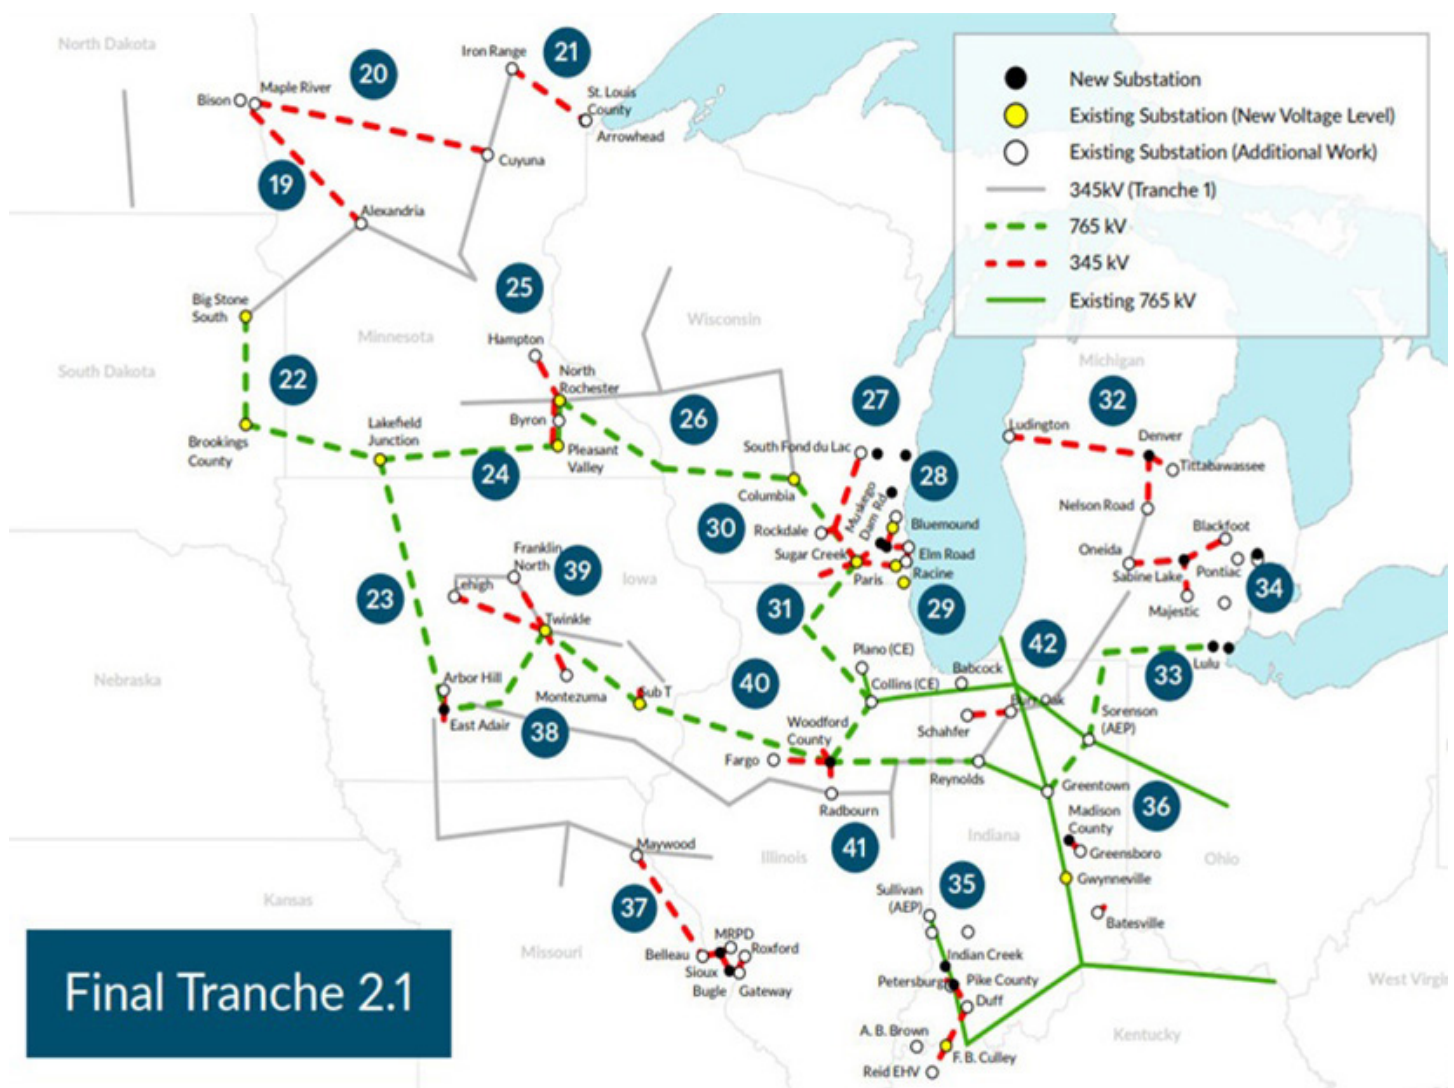 North Dakota
20
Iron Range
21
Bison
Maple River
St. Louis
County
Arrowhead
Cuyuna
19
Alexandria
New Substation
Existing Substation (New Voltage Level)
Existing Substation (Additional Work)
345kV (Tranche 1)
765 kV
345 kV
Existing 765 kV
25
Big Stone
South
Minnesota
Wisconsin
Hampton
Michigan
South Dakota
22
North
Rochester
26
27
32
Brookings
County
Lakefield
Junction
Byron
Pleasant
Valley
24
South Fond du Lac
28
Ludington
Denver
Tittabawassee
Columbia
Muskego
Dam Rd
Nelson Road
30
Rockdale
Bluemound
Blackfoot
Sugar Creek
Elm Road
Oneida
Franklin
North
39
Iowa
Paris
Racine
Sabine Lake
Pontiac
34
23
Lehigh
31
29
Majestic
Twinkle
42
Plano (CE)
Nebraska
Arbor Hill
Montezuma
Sub T
40
Collins (CE)
Babcock
Lulu
33
East Adair
38
Woodford
County
Burr Oak
Schahfer
Sorenson
(AEP)
Fargo
Reynolds
Greentown
36
Radbourn
Madison
County
Maywood
41
Illinois
Indiana
Greensboro
Ohio
Gwynneville
Kansas
37
Sullivan
(AEP)
35
Batesville
Missouri
MRPD
Belleau
Roxford
Sioux
Bugle
Gateway
Indian Creek
Petersburg
Pike County
West Virgin
Duff
Final Tranche 2.1
A. B. Brown
Kentucky
F. B. Culley
Reid EHV